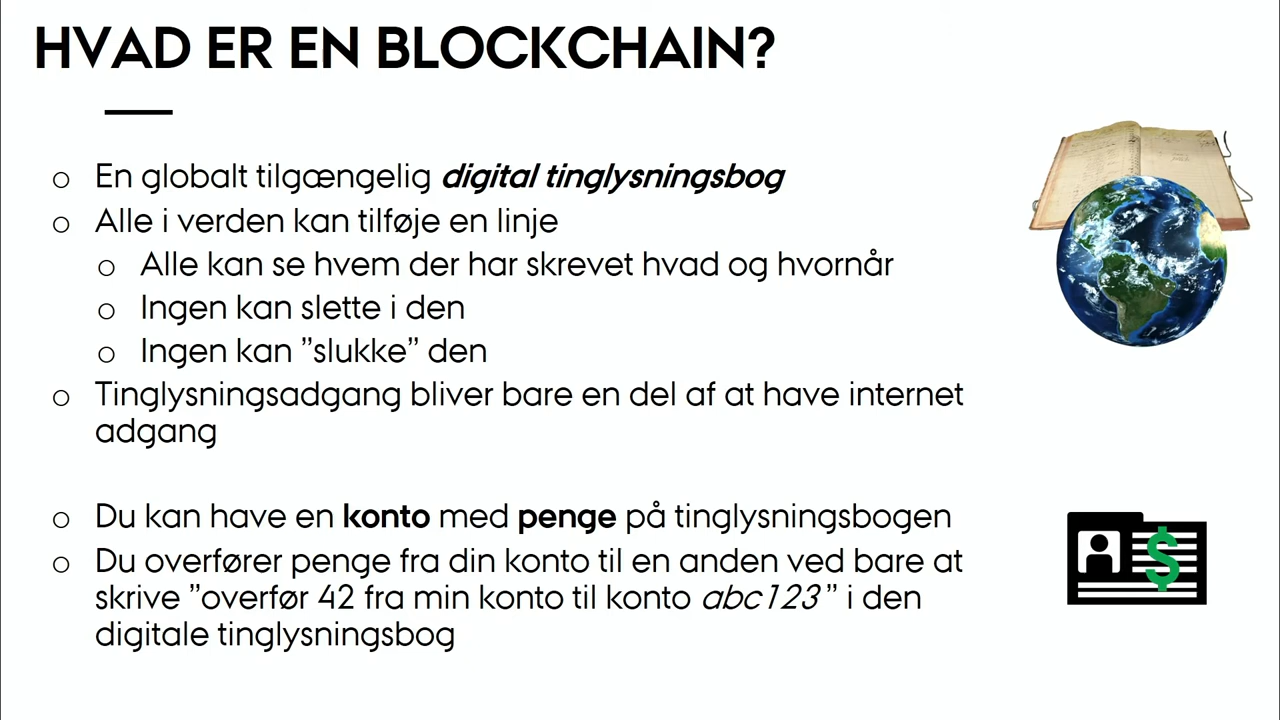 HVAD ER EN BLOCKCHAIN?
o En globalt tilgængelig digital tinglysningsbog
o Alle i verden kan tilføje en linje
o Alle kan se hvem der har skrevet hvad og hvornår
o Ingen kan slette i den
o Ingen kan ”slukke” den
o Tinglysningsadgang bliver bare en del af at have internet
adgang
o Du kan have en konto med penge på tinglysningsbogen
o Du overfører penge fra din konto til en anden ved bare at
skrive ”overfør 42 fra min konto til konto abc123 ” i den
digitale tinglysningsbog
$